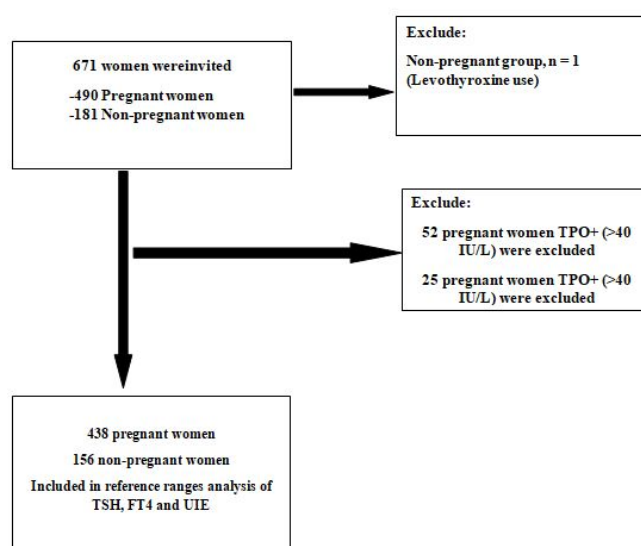 671 women wereinvited
-490 Pregnant women
-181 Non-pregnant women
Exclude:
Non-pregnant group, n = 1
(Levothyroxine use)
Exclude:
52 pregnant women TPO+ (>40
IU/L) were excluded
25 pregnant women TPO+ (>40
IU/L) were excluded
438 pregnant women
156 non-pregnant women
Included in reference ranges analysis of
TSH, FT4 and UIE